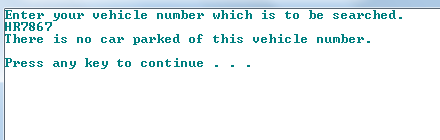 Enter your vehicle number which is to be searched.
HR7867
There is no car parked of this vehicle number.
Press any key to continue . . .